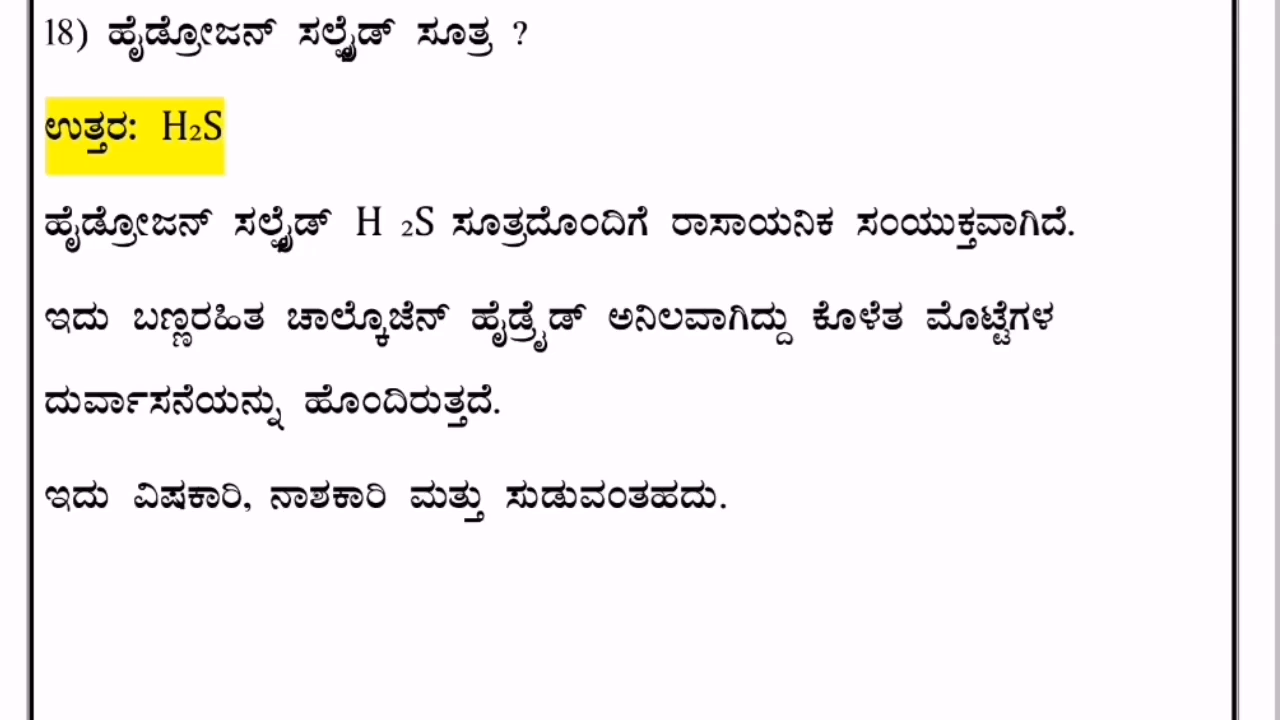 18) ಹೈಡ್ರೋಜನ್ ಸಲ್ಫೈಡ್ ಸೂತ್ರ ?
ಉತ್ತರ: H₂S
ಹೈಡ್ರೋಜನ್ ಸಲ್ಫೈಡ್ H ₂S ಸೂತ್ರದೊಂದಿಗೆ ರಾಸಾಯನಿಕ ಸಂಯುಕ್ತವಾಗಿದೆ.
ಇದು ಬಣ್ಣರಹಿತ ಚಾಲ್ಕೊಜೆನ್ ಹೈಡ್ರೈಡ್ ಅನಿಲವಾಗಿದ್ದು ಕೊಳೆತ ಮೊಟ್ಟೆಗಳ
ದುರ್ವಾಸನೆಯನ್ನು ಹೊಂದಿರುತ್ತದೆ.
ಇದು ವಿಷಕಾರಿ, ನಾಶಕಾರಿ ಮತ್ತು ಸುಡುವಂತಹದು.